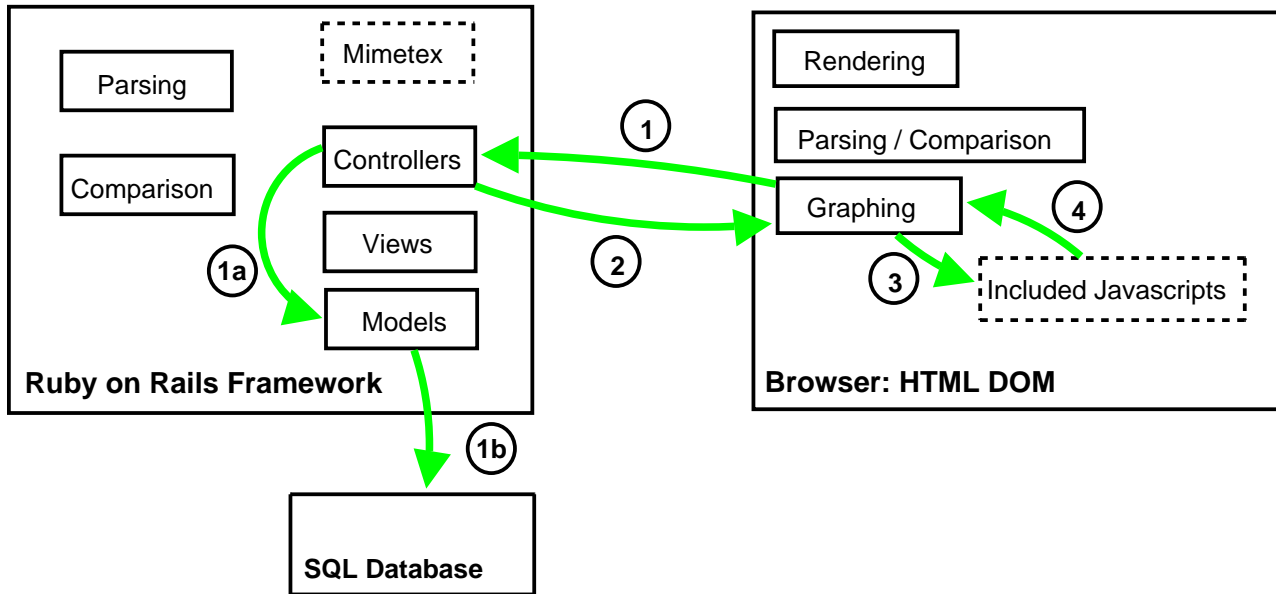 Mimetex
Parsing
Controllers
Comparison
Views
1a
Models
Ruby on Rails Framework
1b
SQL Database
1
2
Rendering
Parsing / Comparison
Graphing
4
3
Included Javascripts
Browser: HTML DOM